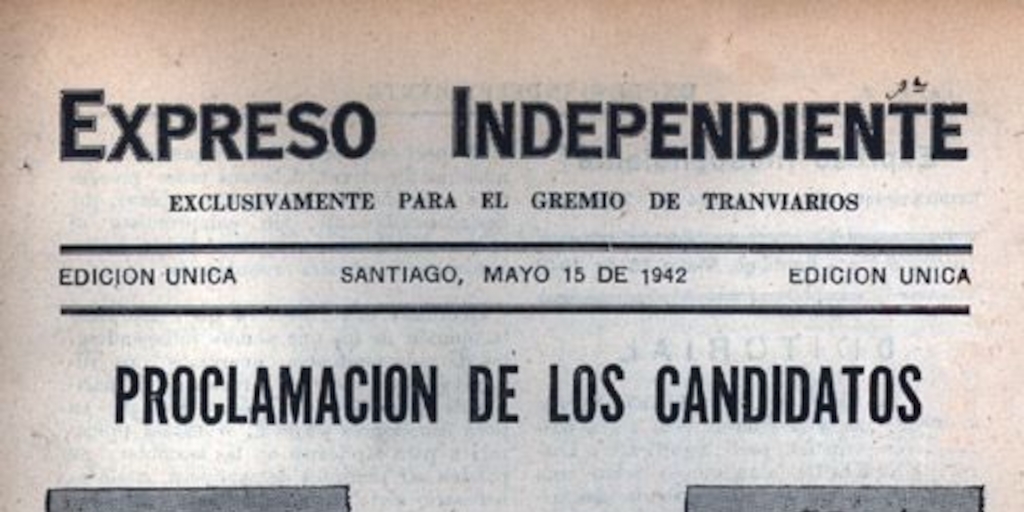 EXPRESO INDEPENDIENTE
EXCLUSIVAMENTE PARA EL GREMIO DE TRANVIARIOS
EDICION UNICA SANTIAGO, MAYO 15 DE 1942 EDICION UNICA
PROCLAMACION DE LOS CANDIDATOS